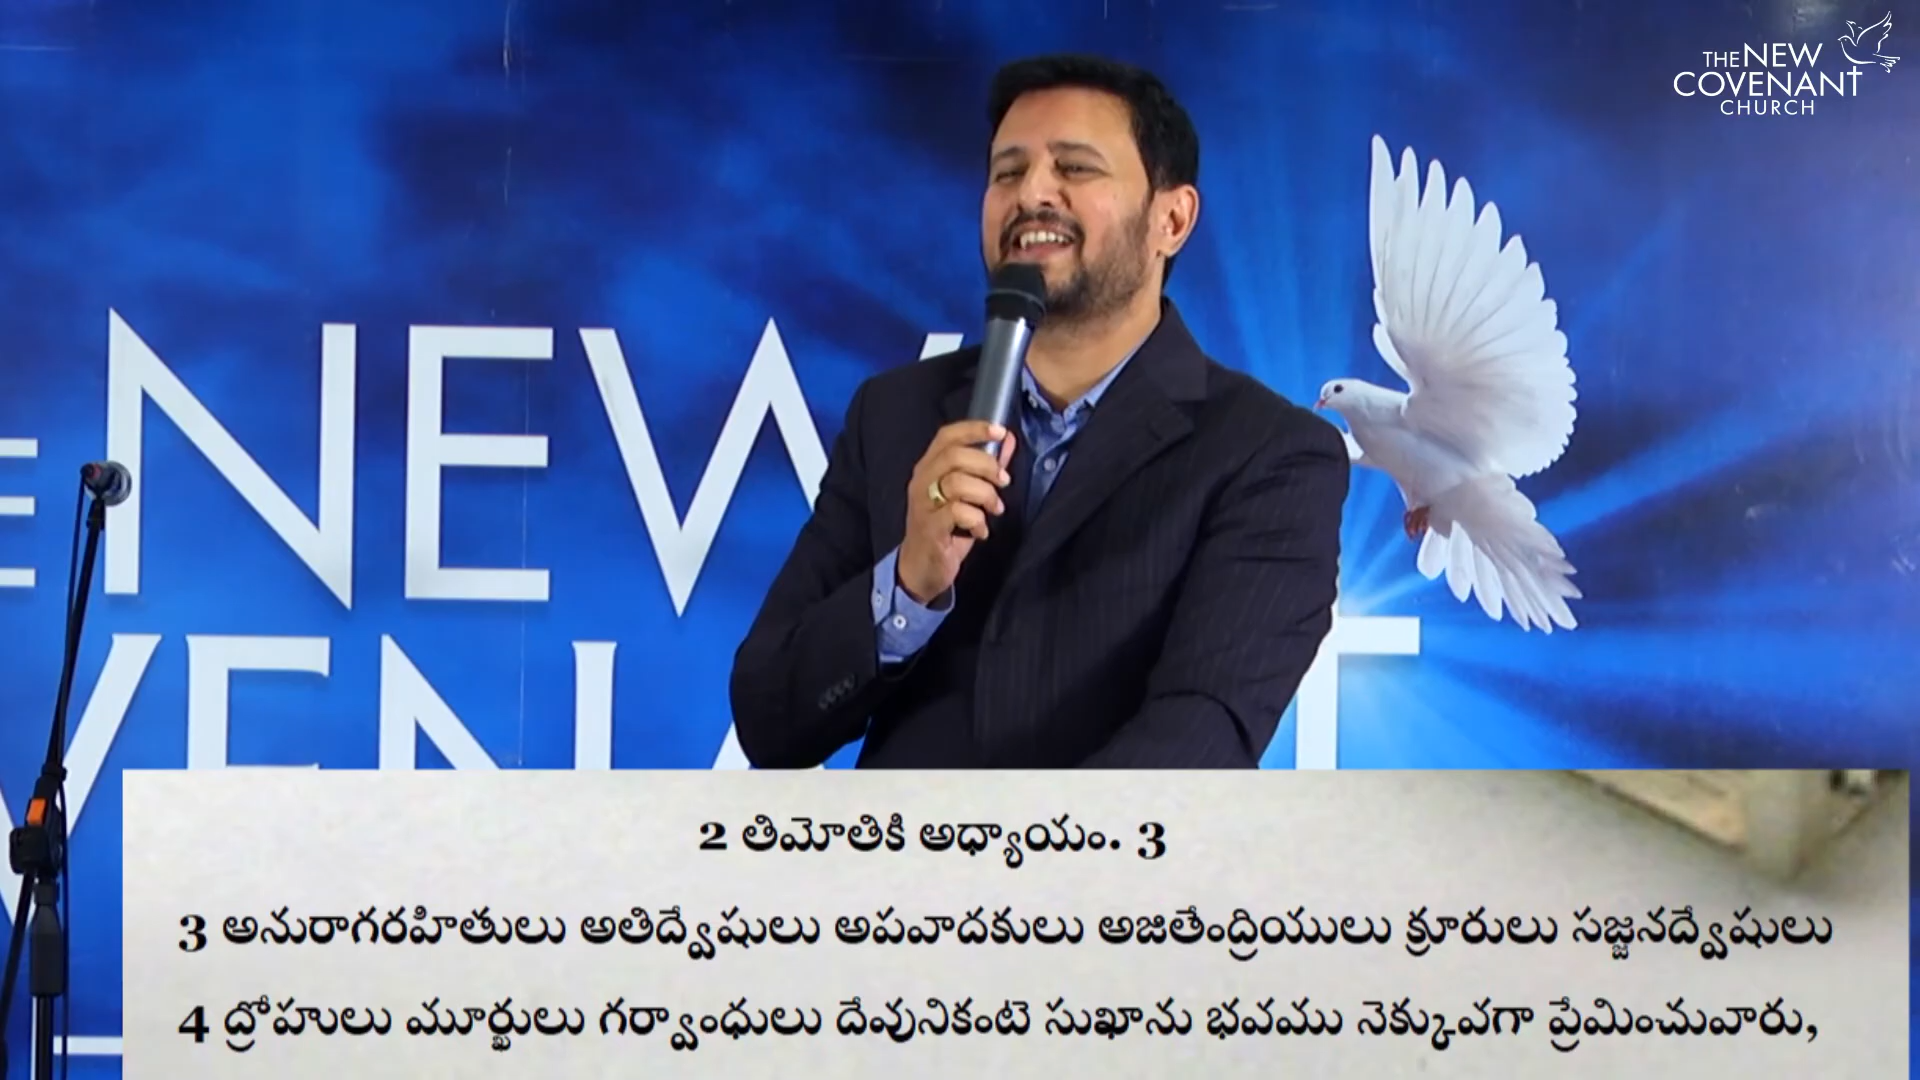 THE NEW
COVENANT
CHURCH
E NEW
VENANT
2 తిమోతికి అధ్యాయం. 3
3 అనురాగరహితులు అతిద్వేషులు అపవాదకులు అజితేంద్రియులు క్రూరులు సజ్జనద్వేషులు
4 ద్రోహులు మూర్ఖులు గర్వాంధులు దేవునికంటె సుఖాను భవము నెక్కువగా ప్రేమించువారు,